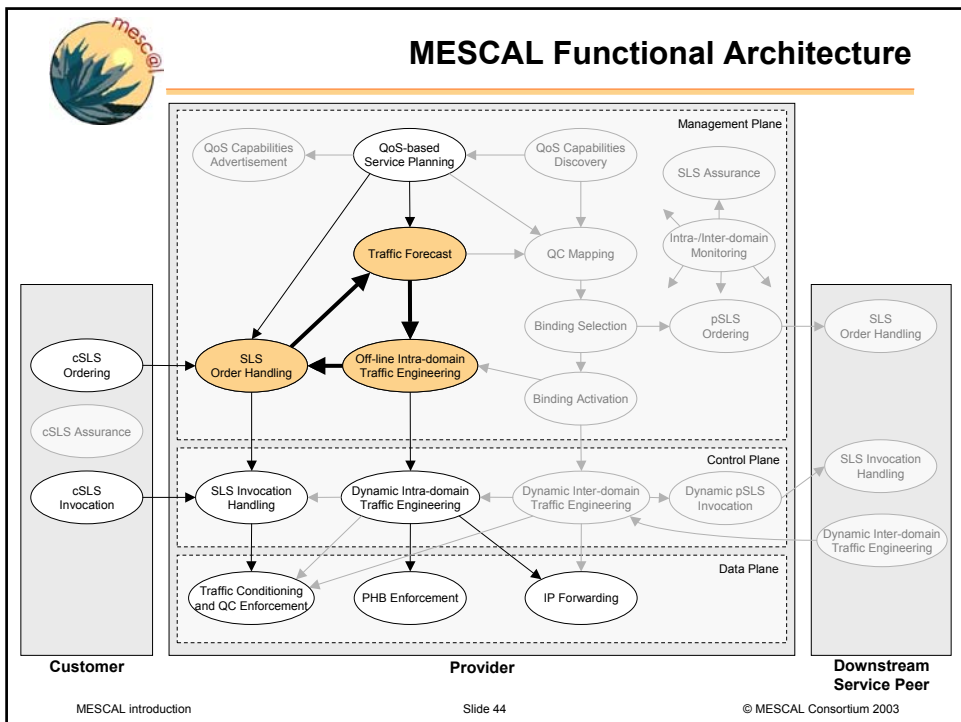 mesc@l
MESCAL Functional Architecture
Management Plane
QoS Capabilities
Advertisement
QoS-based
Service Planning
QoS Capabilities
Discovery
SLS Assurance
Traffic Forecast
QC Mapping
Intra-/Inter-domain
Monitoring
Binding Selection
pSLS
Ordering
SLS
Order Handling
cSLS
Ordering
SLS
Order Handling
Off-line Intra-domain
Traffic Engineering
Binding Activation
cSLS Assurance
Control Plane
cSLS
Invocation
SLS Invocation
Handling
Dynamic Intra-domain
Traffic Engineering
Dynamic Inter-domain
Traffic Engineering
Dynamic pSLS
Invocation
SLS Invocation
Handling
Dynamic Inter-domain
Traffic Engineering
Data Plane
Traffic Conditioning
and QC Enforcement
PHB Enforcement
IP Forwarding
Customer
Provider
Downstream
Service Peer
MESCAL introduction
Slide 44
© MESCAL Consortium 2003